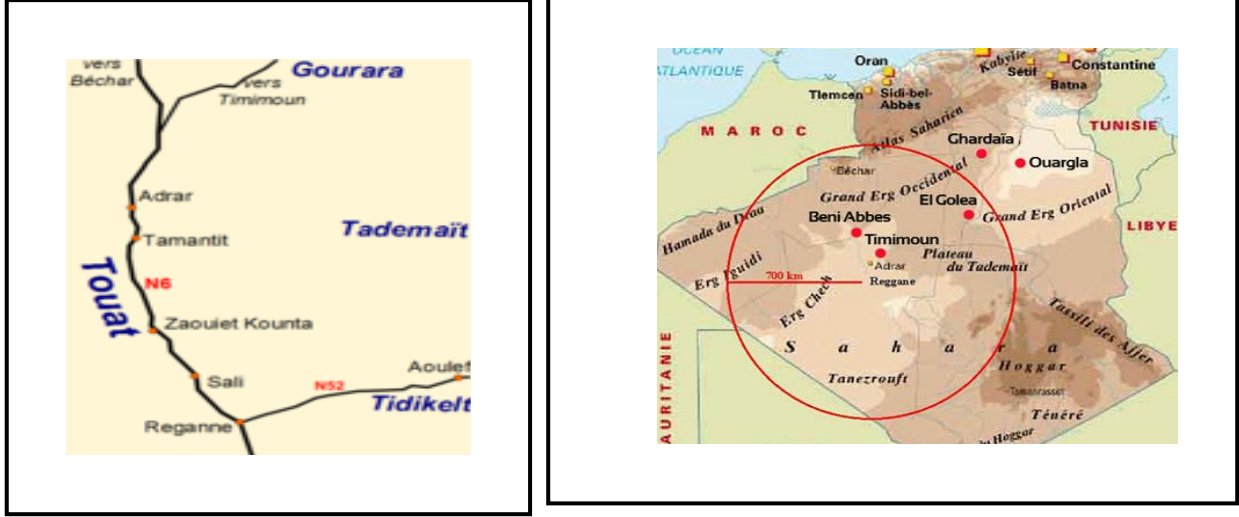 vers
Béchar
Gourara
vers
Timimoun
Adrar
Tamantit
Tademaït
Touat
N6
Zaouiet Kounta
Sali
Aoulef
N52
Tidikelt
Reganne
OCEAN
ATLANTIQUE
Oran
Kabylie
Constantine
Sétif
Tlemcen
Sidi-bel-
Abbès
Batna
MAROC
Atlas Saharien
TUNISIE
Ghardaïa
Ouargla
Béchar
Grand Erg Occidental
El Golea
Grand Erg Oriental
Hamada du Draa
Beni Abbes
LIBYE
Timimoun
Erg Iguidi
Adrar
Plateau
du Tademaït
700 km
Reggane
Erg Chech
Tassili des Ajjer
Sahara
Hoggar
Tanezrouft
Tamanrasset
AURITANIE
Ténéré
du Hoggar